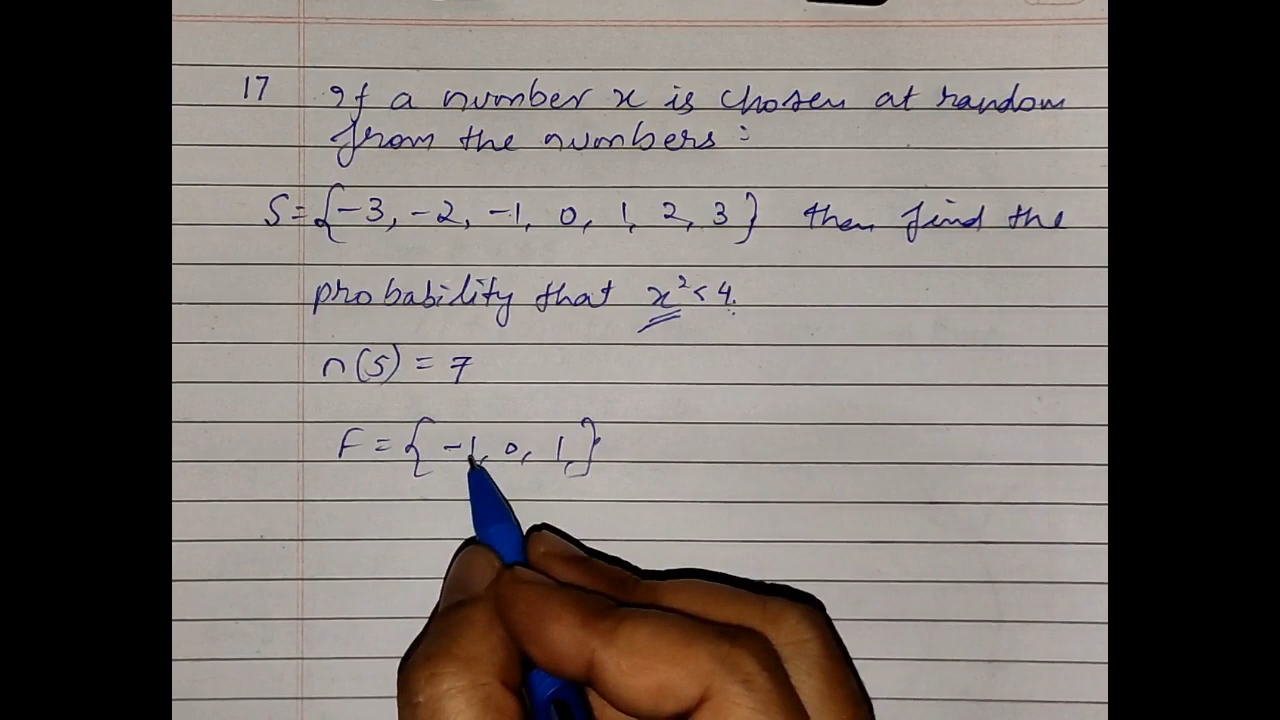 17 If a number x is chosen at random
from the numbers :
S = {-3, -2, -1, 0, 1, 2, 3} then find the
probability that x² < 4.
n(S) = 7
F = { -1, 0, 1, }